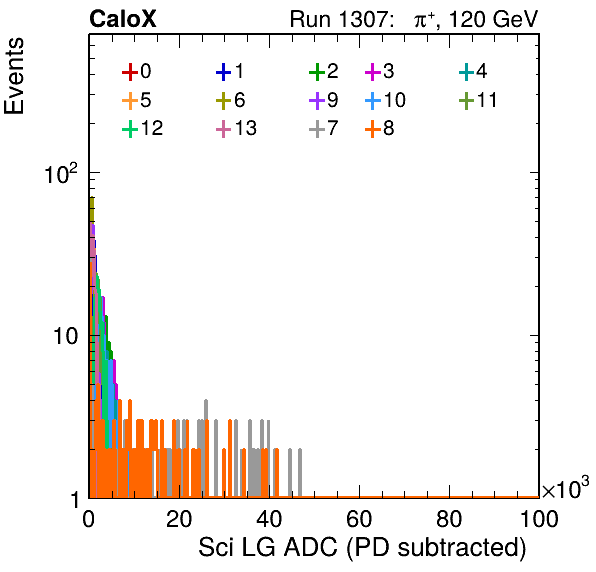 CaloX Run 1307: π⁺, 120 GeV
Events
0 1 2 3 4
5 6 9 10 11
12 13 7 8
10²
10
1
0 20 40 60 80 100
×10³
Sci LG ADC (PD subtracted)